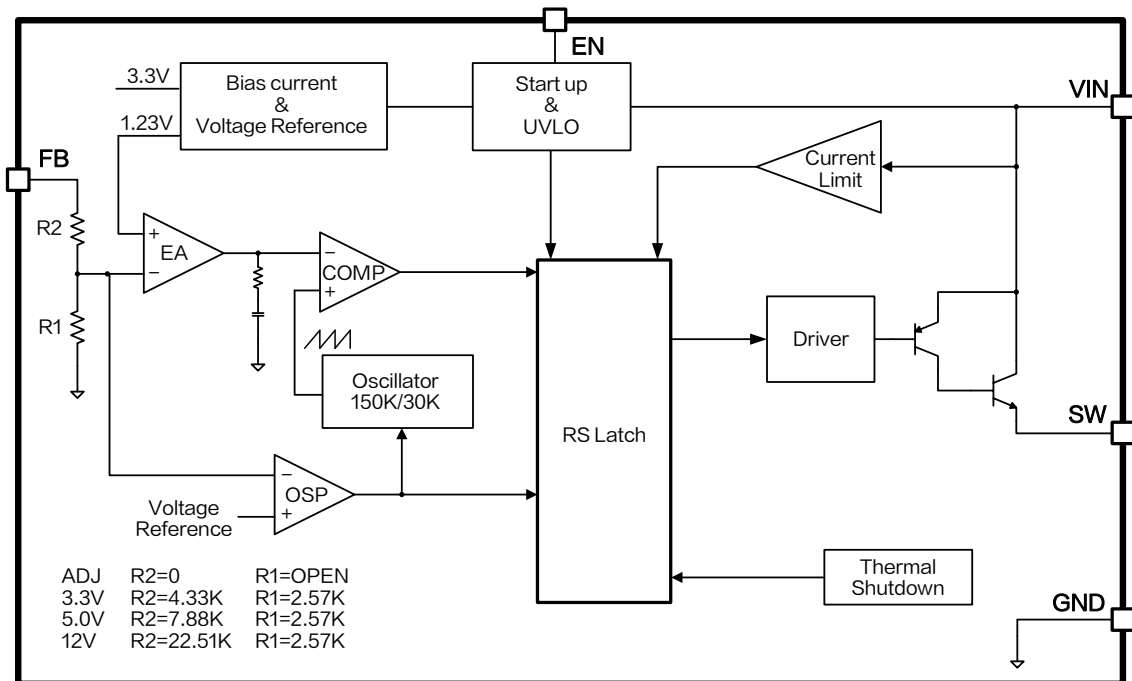 EN
VIN
3.3V
1.23V
Bias current
&
Voltage Reference
Start up
&
UVLO
Current
Limit
FB
R2
R1
+
EA
−
−
COMP
+
Oscillator
150K/30K
RS Latch
Driver
SW
−
OSP
+
Voltage
Reference
Thermal
Shutdown
GND
ADJ R2=0 R1=OPEN
3.3V R2=4.33K R1=2.57K
5.0V R2=7.88K R1=2.57K
12V R2=22.51K R1=2.57K